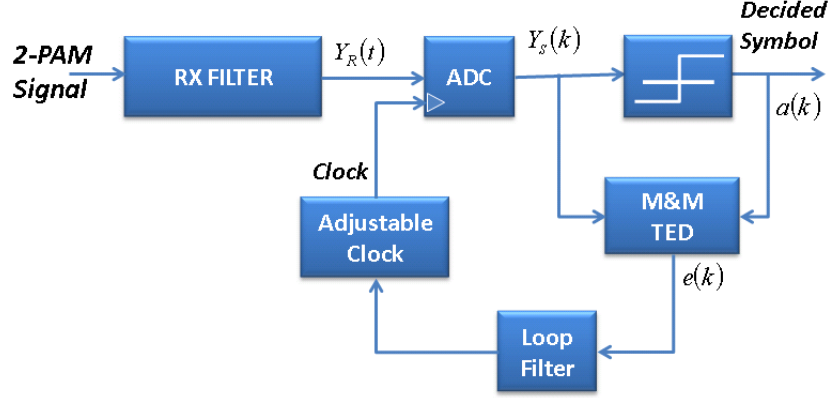 2-PAM
Signal
RX FILTER
Y_R(t)
ADC
Y_s(k)
Decided
Symbol
a(k)
Clock
Adjustable
Clock
M&M
TED
e(k)
Loop
Filter